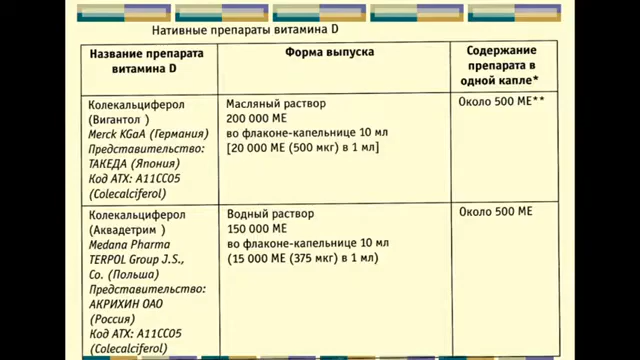 Нативные препараты витамина D
Название препарата
витамина D
Форма выпуска
Содержание
препарата в
одной капле*
Колекальциферол
(Вигантол )
Merck KGaA (Германия)
Представительство:
ТАКЕДА (Япония)
Код АТХ: A11CC05
(Colecalciferol)
Масляный раствор
200 000 МЕ
во флаконе-капельнице 10 мл
[20 000 МЕ (500 мкг) в 1 мл]
Около 500 МЕ**
Колекальциферол
(Аквадетрим )
Medana Pharma
TERPOL Group J.S.,
Co. (Польша)
Представительство:
АКРИХИН ОАО
(Россия)
Код АТХ: A11CC05
(Colecalciferol)
Водный раствор
150 000 МЕ
во флаконе-капельнице 10 мл
(15 000 МЕ (375 мкг) в 1 мл)
Около 500 МЕ